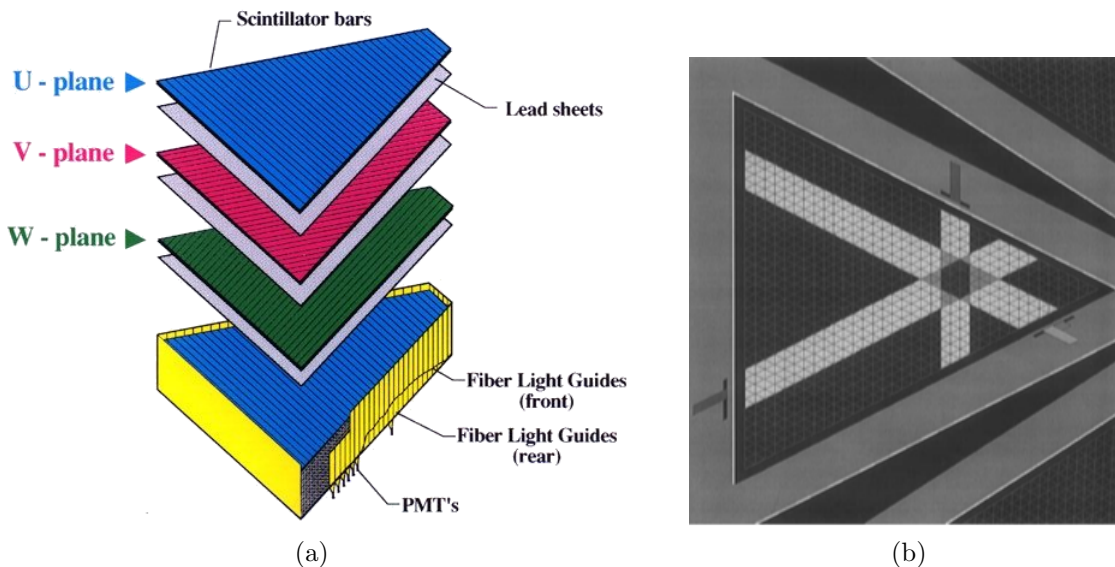 Scintillator bars
U - plane
Lead sheets
V - plane
W - plane
Fiber Light Guides
(front)
Fiber Light Guides
(rear)
PMT's
(a)
(b)